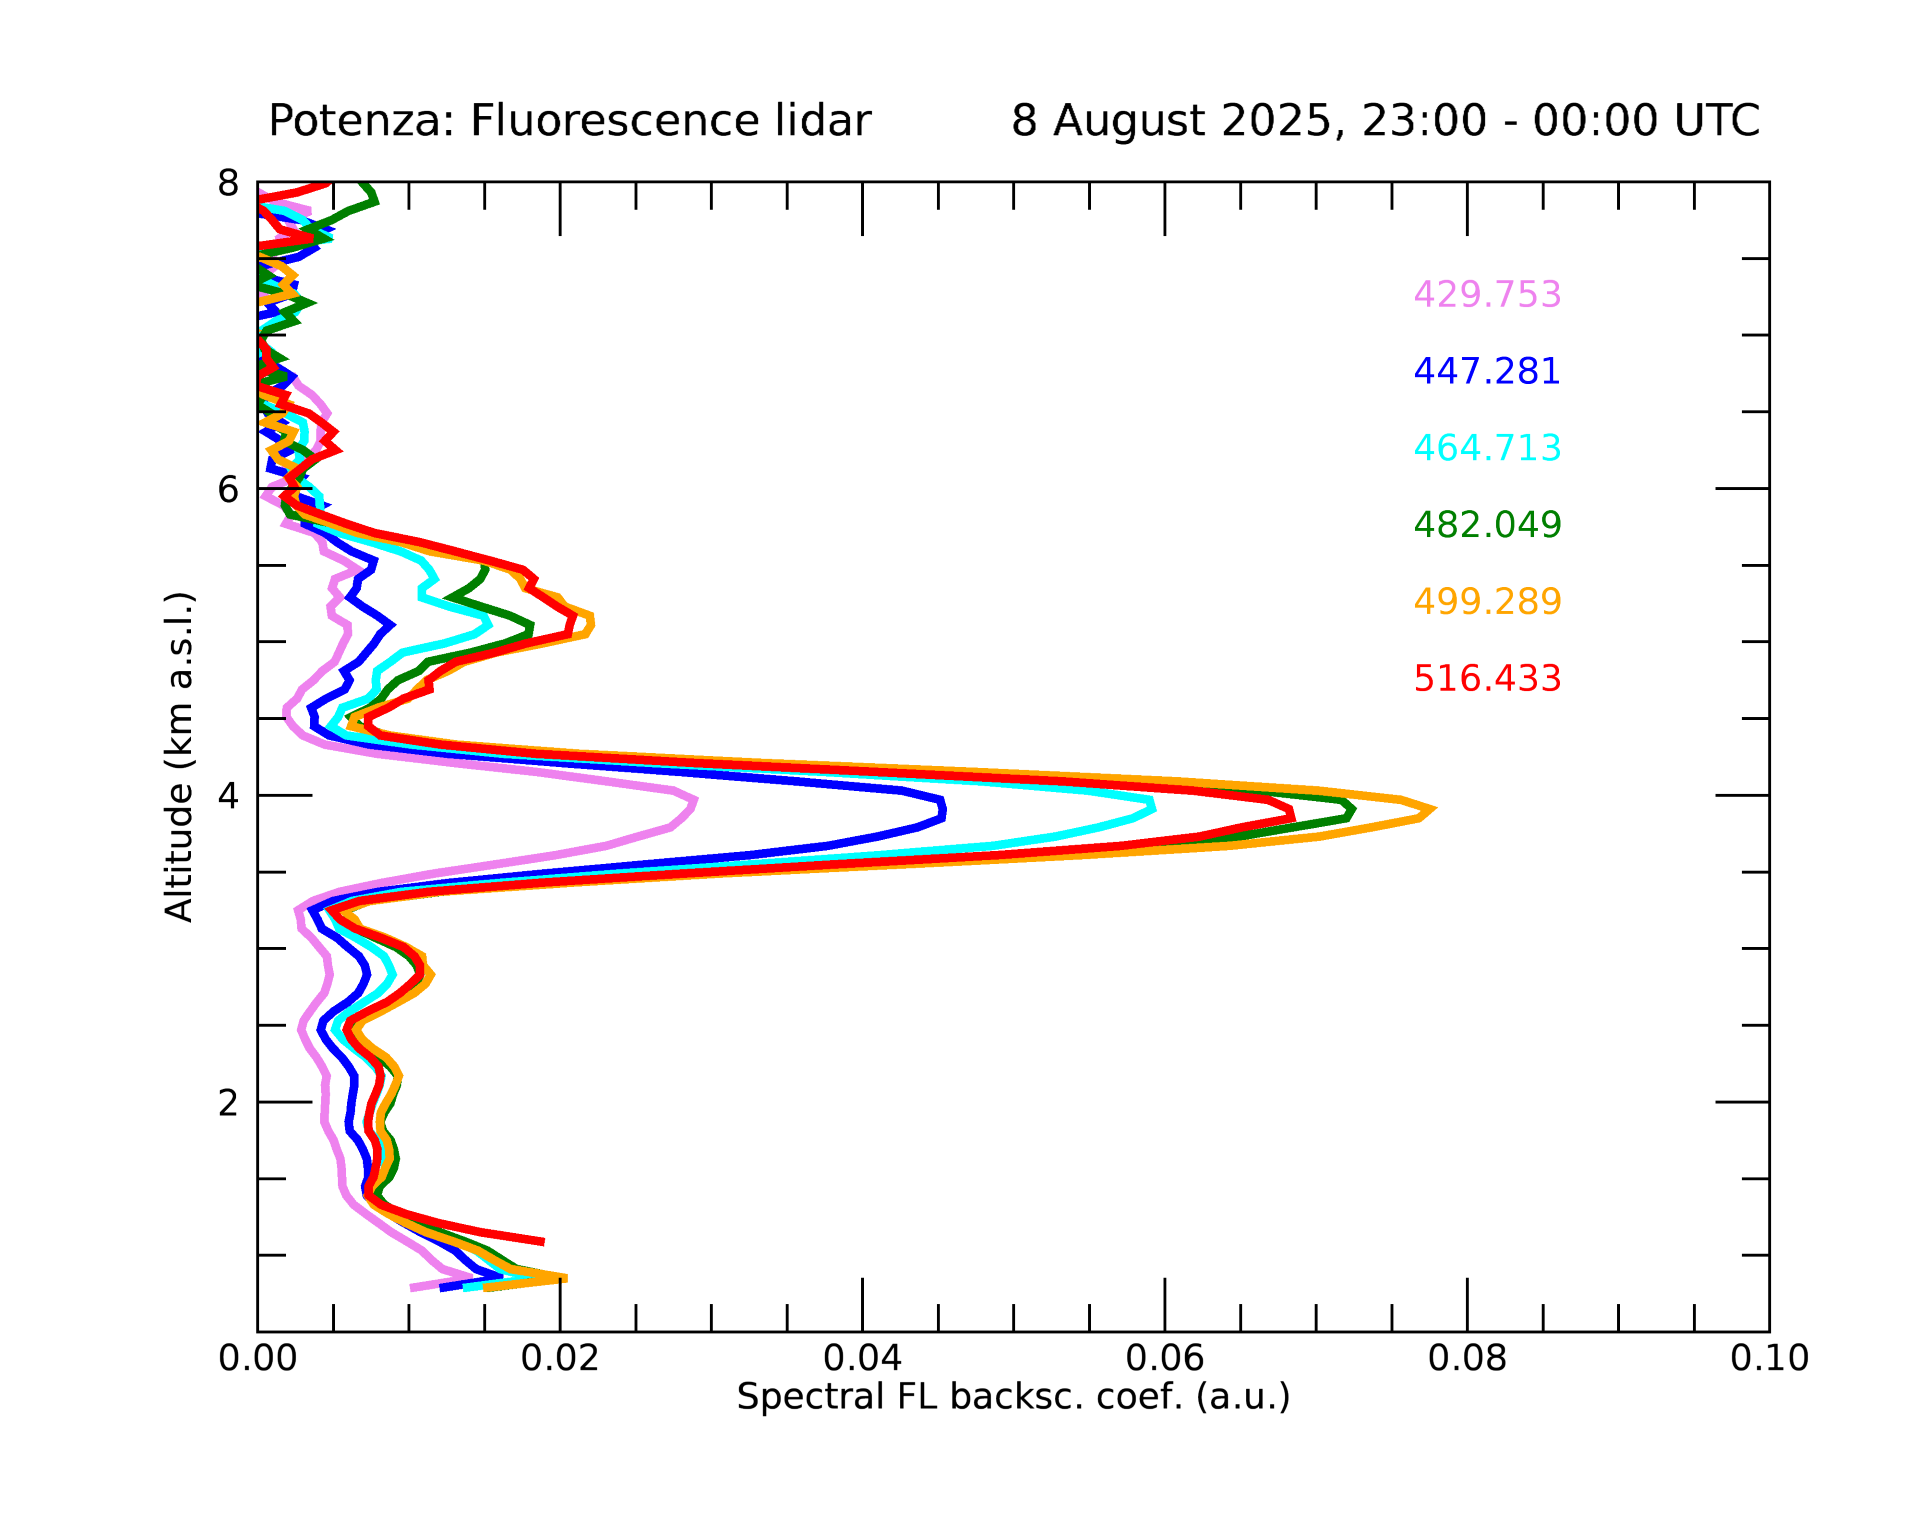 Potenza: Fluorescence lidar 8 August 2025, 23:00 - 00:00 UTC
8
6
4
2
Altitude (km a.s.l.)
429.753
447.281
464.713
482.049
499.289
516.433
0.00 0.02 0.04 0.06 0.08 0.10
Spectral FL backsc. coef. (a.u.)